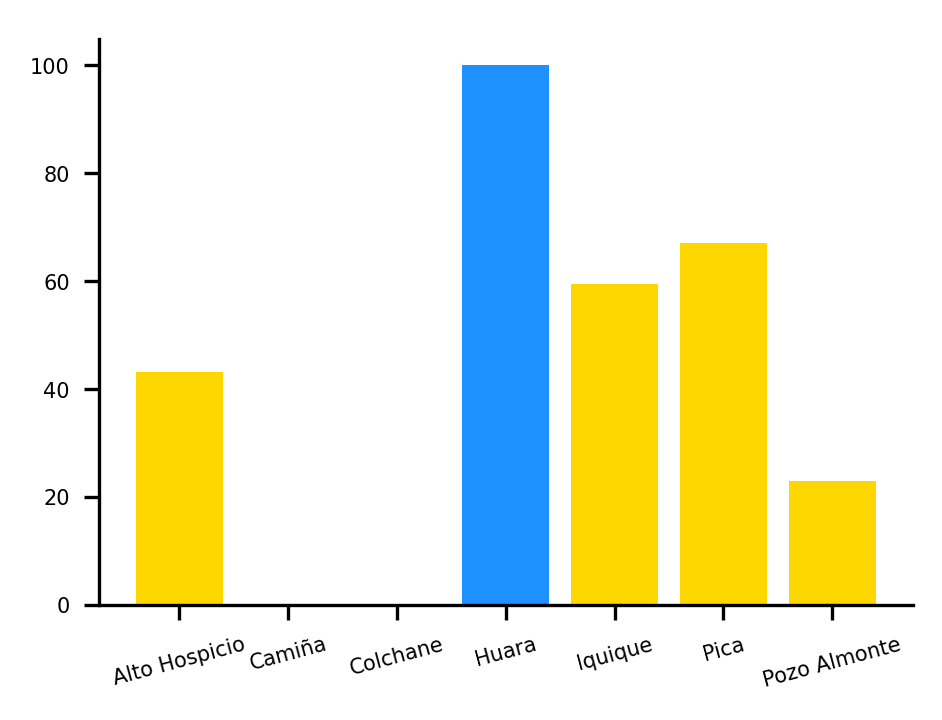 100
80
60
40
20
0
Alto Hospicio
Camiña
Colchane
Huara
Iquique
Pica
Pozo Almonte